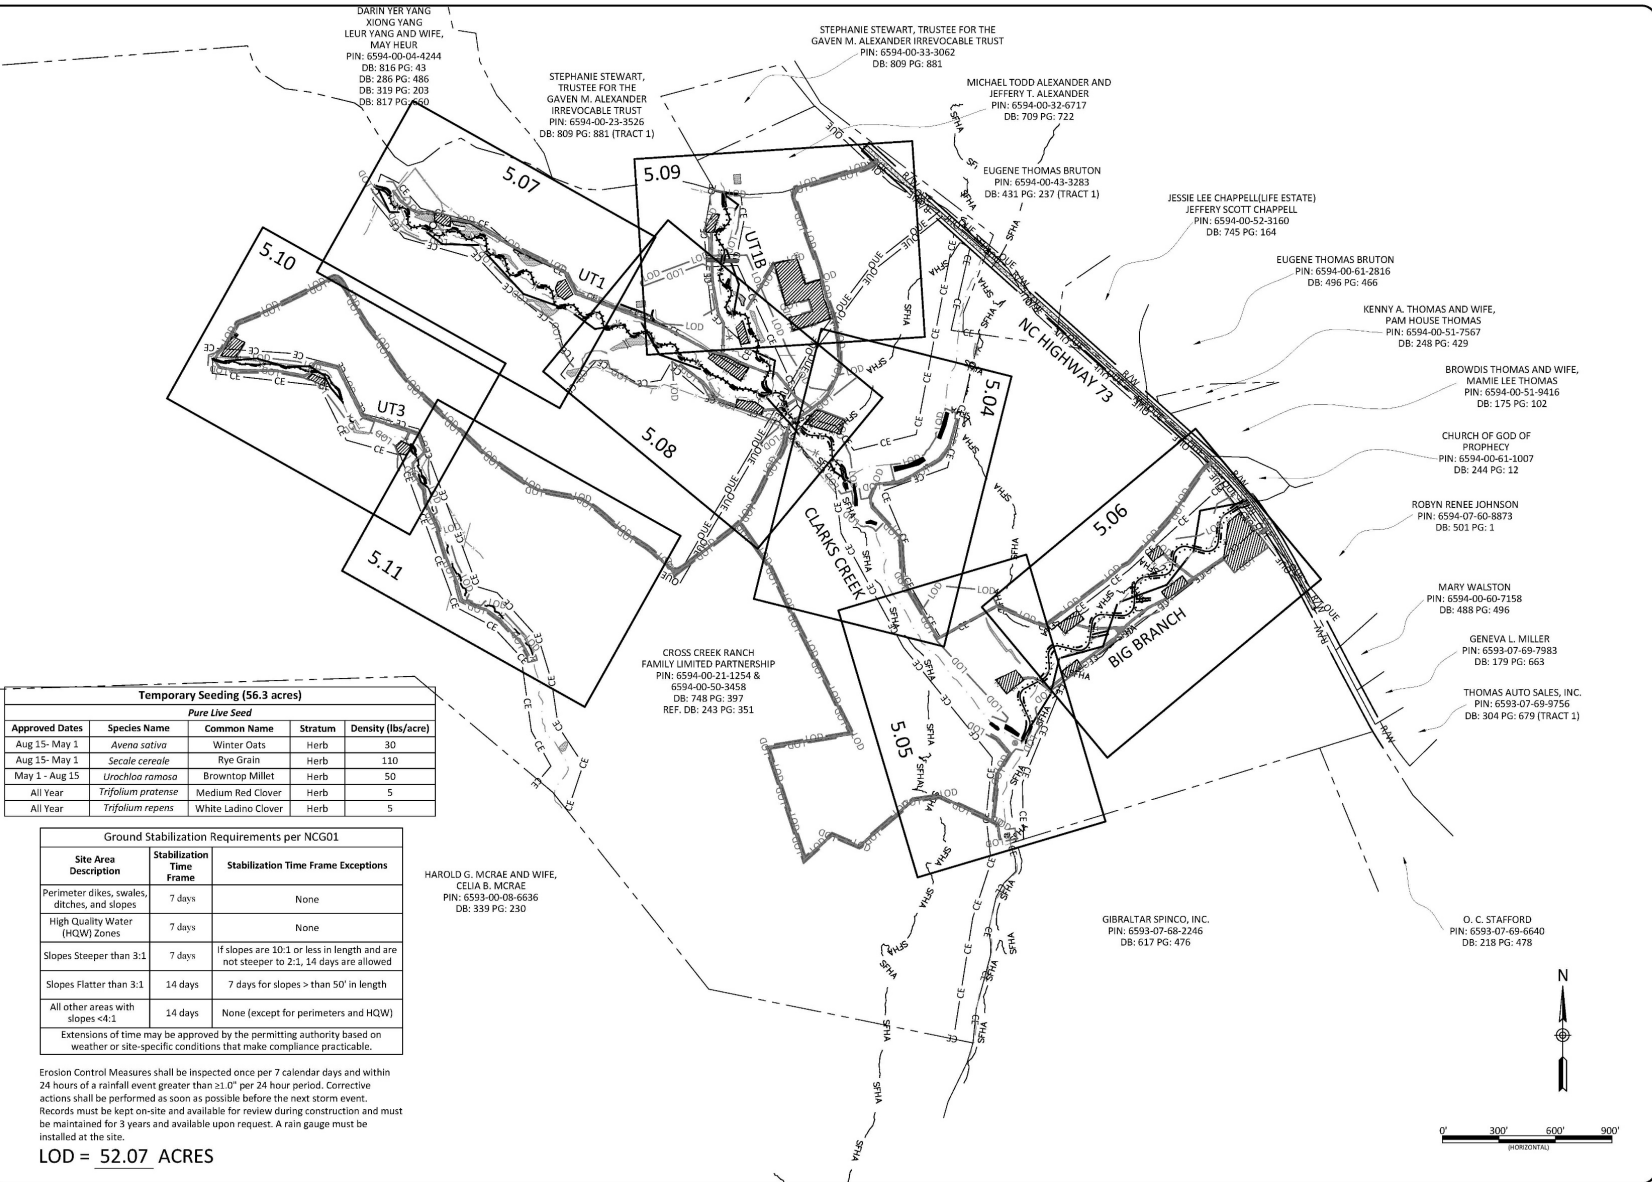 DARIN YER YANG
XIONG YANG
LEUR YANG AND WIFE,
MAY HEUR
PIN: 6594-00-04-4244
DB: 816 PG: 43
DB: 286 PG: 486
DB: 319 PG: 203
DB: 817 PG: 660
STEPHANIE STEWART,
TRUSTEE FOR THE
GAVEN M. ALEXANDER
IRREVOCABLE TRUST
PIN: 6594-00-23-3526
DB: 809 PG: 881 (TRACT 1)
STEPHANIE STEWART, TRUSTEE FOR THE
GAVEN M. ALEXANDER IRREVOCABLE TRUST
PIN: 6594-00-33-3062
DB: 809 PG: 881
MICHAEL TODD ALEXANDER AND
JEFFERY T. ALEXANDER
PIN: 6594-00-32-6717
DB: 709 PG: 722
EUGENE THOMAS BRUTON
PIN: 6594-00-43-3283
DB: 431 PG: 237 (TRACT 1)
JESSIE LEE CHAPPELL(LIFE ESTATE)
JEFFERY SCOTT CHAPPELL
PIN: 6594-00-52-3160
DB: 745 PG: 164
EUGENE THOMAS BRUTON
PIN: 6594-00-61-2816
DB: 496 PG: 466
KENNY A. THOMAS AND WIFE,
PAM HOUSE THOMAS
PIN: 6594-00-51-7567
DB: 248 PG: 429
BROWDIS THOMAS AND WIFE,
MAMIE LEE THOMAS
PIN: 6594-00-51-9416
DB: 175 PG: 102
CHURCH OF GOD OF
PROPHECY
PIN: 6594-00-61-1007
DB: 244 PG: 12
ROBYN RENEE JOHNSON
PIN: 6594-07-60-8873
DB: 501 PG: 1
MARY WALSTON
PIN: 6594-00-60-7158
DB: 488 PG: 496
GENEVA L. MILLER
PIN: 6593-07-69-7983
DB: 179 PG: 663
THOMAS AUTO SALES, INC.
PIN: 6593-07-69-9756
DB: 304 PG: 679 (TRACT 1)
O. C. STAFFORD
PIN: 6593-07-69-6640
DB: 218 PG: 478
GIBRALTAR SPINCO, INC.
PIN: 6593-07-68-2246
DB: 617 PG: 476
CROSS CREEK RANCH
FAMILY LIMITED PARTNERSHIP
PIN: 6594-00-21-1254 &
6594-00-50-3458
DB: 748 PG: 397
REF. DB: 243 PG: 351
HAROLD G. MCRAE AND WIFE,
CELIA B. MCRAE
PIN: 6593-00-08-6636
DB: 339 PG: 230
5.07
5.09
5.10
5.08
5.04
5.06
5.11
5.05
UT1
UT1B
UT3
NC HIGHWAY 73
CLARKS CREEK
BIG BRANCH
Temporary Seeding (56.3 acres)
Pure Live Seed
Approved Dates Species Name Common Name Stratum Density (lbs/acre)
Aug 15- May 1 Avena sativa Winter Oats Herb 30
Aug 15- May 1 Secale cereale Rye Grain Herb 110
May 1 - Aug 15 Urochloa ramosa Browntop Millet Herb 50
All Year Trifolium pratense Medium Red Clover Herb 5
All Year Trifolium repens White Ladino Clover Herb 5
Ground Stabilization Requirements per NCG01
Site Area Description Stabilization Time Frame Stabilization Time Frame Exceptions
Perimeter dikes, swales, ditches, and slopes 7 days None
High Quality Water (HQW) Zones 7 days None
Slopes Steeper than 3:1 7 days If slopes are 10:1 or less in length and are not steeper to 2:1, 14 days are allowed
Slopes Flatter than 3:1 14 days 7 days for slopes > than 50' in length
All other areas with slopes <4:1 14 days None (except for perimeters and HQW)
Extensions of time may be approved by the permitting authority based on
weather or site-specific conditions that make compliance practicable.
Erosion Control Measures shall be inspected once per 7 calendar days and within
24 hours of a rainfall event greater than ≥1.0" per 24 hour period. Corrective
actions shall be performed as soon as possible before the next storm event.
Records must be kept on-site and available for review during construction and must
be maintained for 3 years and available upon request. A rain gauge must be
installed at the site.
LOD = 52.07 ACRES
N
0' 300' 600' 900'
(HORIZONTAL)